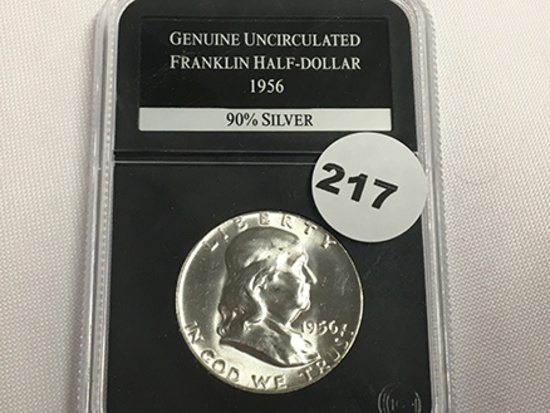 GENUINE UNCIRCULATED
FRANKLIN HALF-DOLLAR
1956
90% SILVER
217
LIBERTY
1956
IN GOD WE TRUST